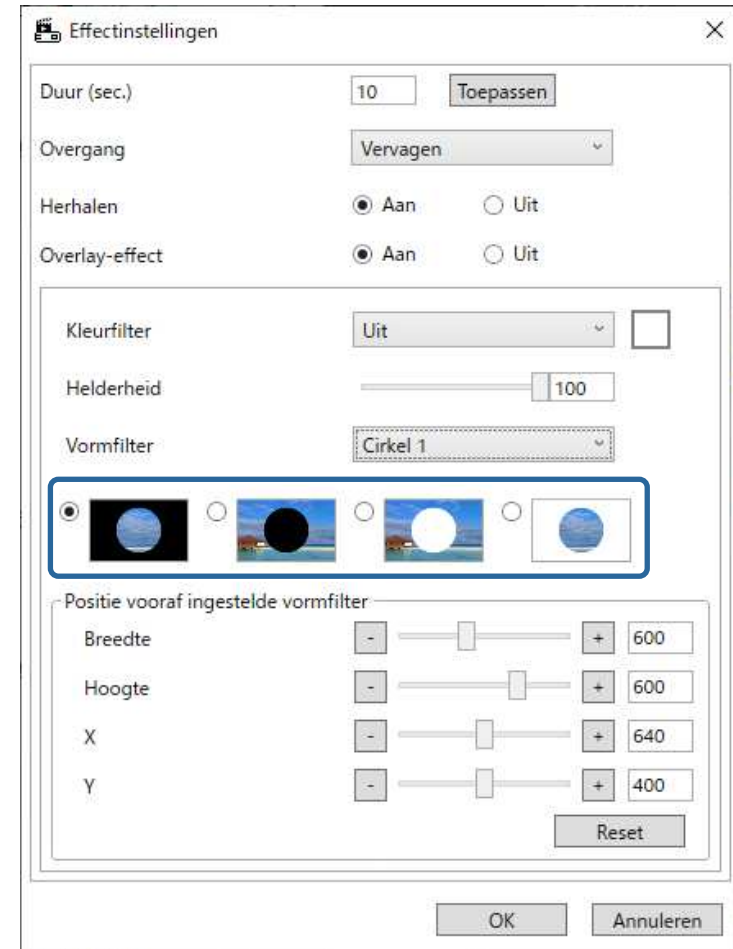 Effectinstellingen
Duur (sec.) 10 Toepassen
Overgang Vervagen
Herhalen Aan Uit
Overlay-effect Aan Uit
Kleurfilter Uit
Helderheid 100
Vormfilter Cirkel 1
Positie vooraf ingestelde vormfilter
Breedte - + 600
Hoogte - + 600
X - + 640
Y - + 400
Reset
OK Annuleren